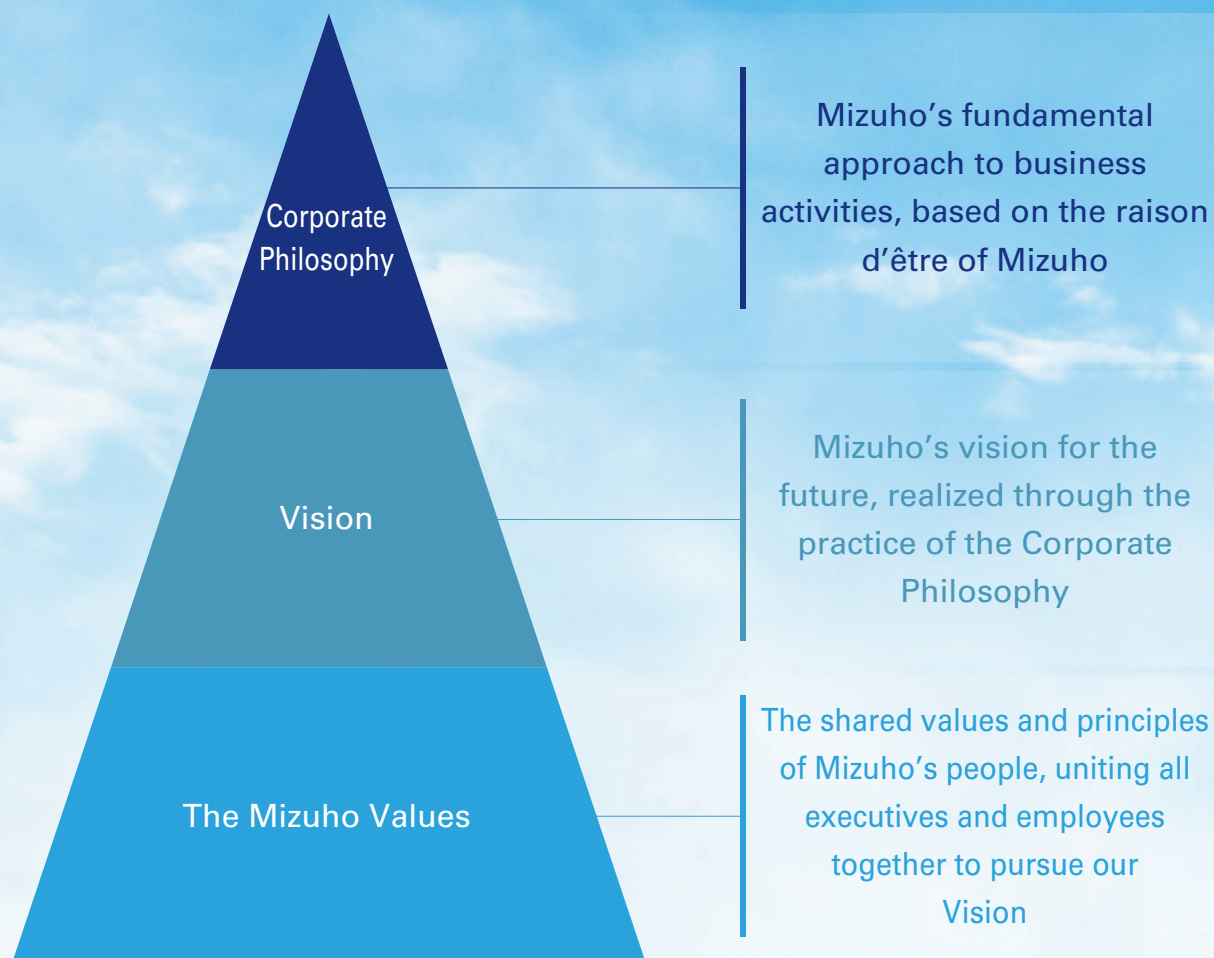 Corporate
Philosophy
Mizuho’s fundamental
approach to business
activities, based on the raison
d’être of Mizuho
Vision
Mizuho’s vision for the
future, realized through the
practice of the Corporate
Philosophy
The Mizuho Values
The shared values and principles
of Mizuho’s people, uniting all
executives and employees
together to pursue our
Vision